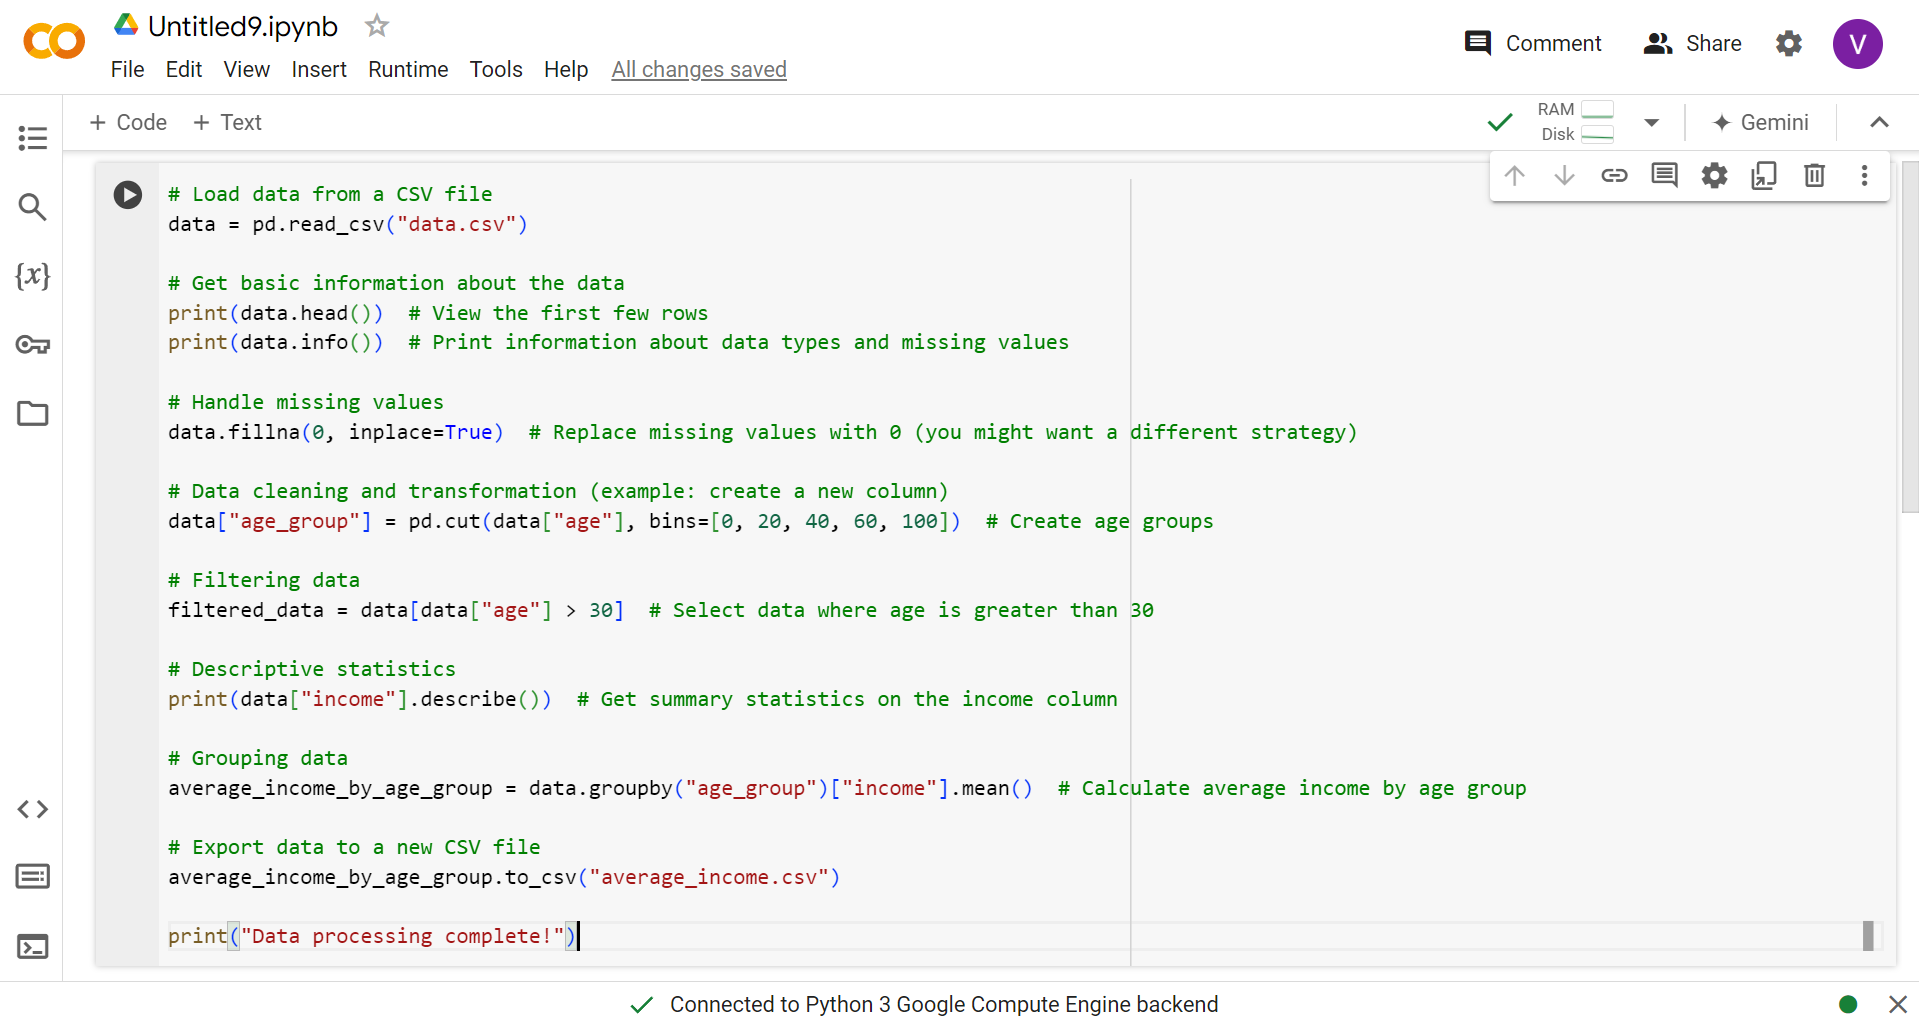 Untitled9.ipynb
Comment
Share
V
File Edit View Insert Runtime Tools Help All changes saved
+ Code + Text
RAM
Disk
Gemini
{x}
# Load data from a CSV file
data = pd.read_csv("data.csv")
# Get basic information about the data
print(data.head())  # View the first few rows
print(data.info())  # Print information about data types and missing values
# Handle missing values
data.fillna(0, inplace=True)  # Replace missing values with 0 (you might want a different strategy)
# Data cleaning and transformation (example: create a new column)
data["age_group"] = pd.cut(data["age"], bins=[0, 20, 40, 60, 100])  # Create age groups
# Filtering data
filtered_data = data[data["age"] > 30]  # Select data where age is greater than 30
# Descriptive statistics
print(data["income"].describe())  # Get summary statistics on the income column
# Grouping data
average_income_by_age_group = data.groupby("age_group")["income"].mean()  # Calculate average income by age group
# Export data to a new CSV file
average_income_by_age_group.to_csv("average_income.csv")
print("Data processing complete!")
Connected to Python 3 Google Compute Engine backend